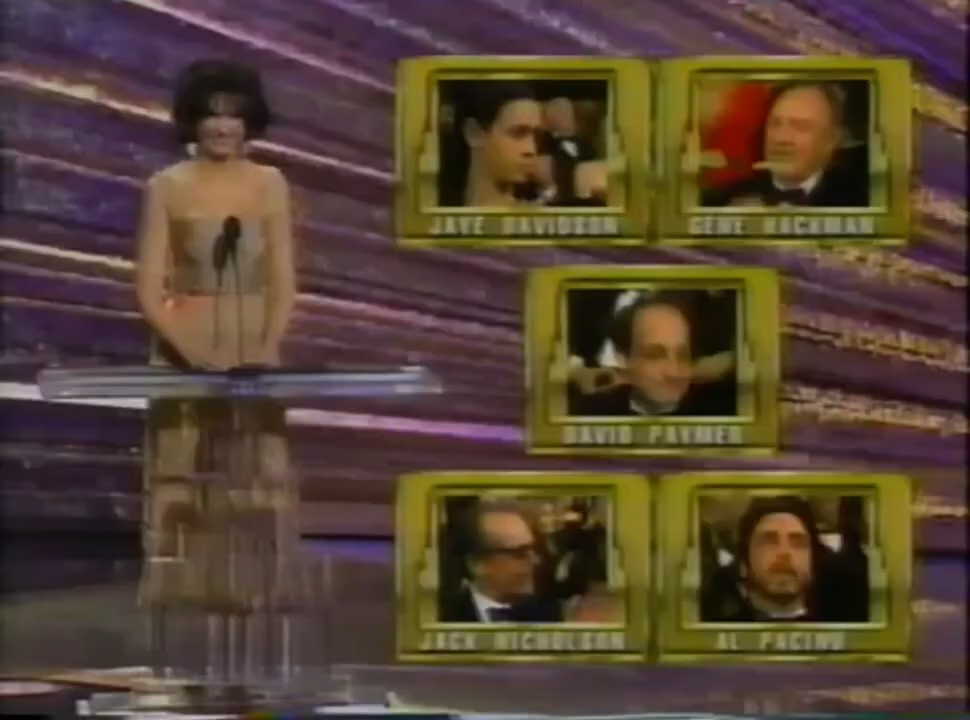 JAYE DAVIDSON
GENE HACKMAN
DAVID PAYMER
JACK NICHOLSON
AL PACINO